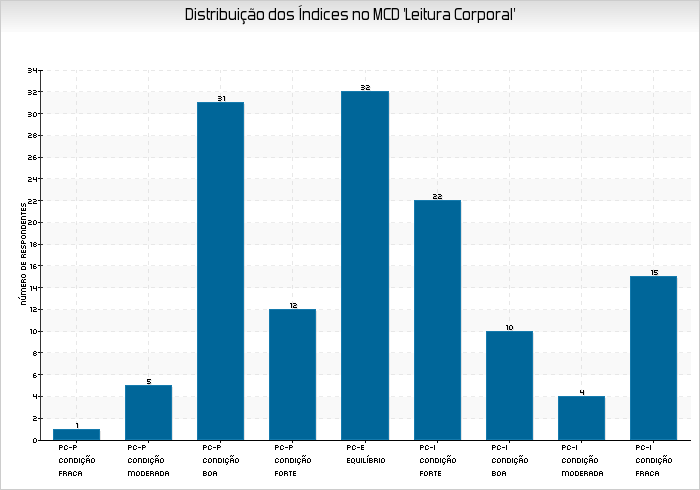 Distribuição dos Índices no MCD 'Leitura Corporal'
34
32
30
28
26
24
22
20
18
16
14
12
10
8
6
4
2
0
NÚMERO DE RESPONDENTES
1
5
31
12
32
22
10
4
15
PC-P
CONDIÇÃO
FRACA
PC-P
CONDIÇÃO
MODERADA
PC-P
CONDIÇÃO
BOA
PC-P
CONDIÇÃO
FORTE
PC-E
EQUILÍBRIO
PC-I
CONDIÇÃO
FORTE
PC-I
CONDIÇÃO
BOA
PC-I
CONDIÇÃO
MODERADA
PC-I
CONDIÇÃO
FRACA